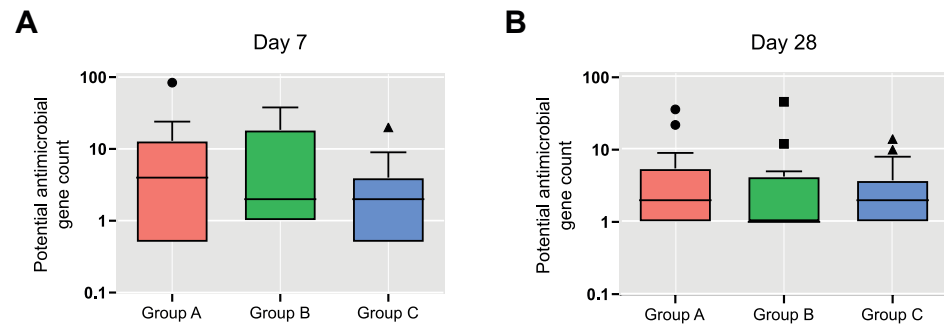 A
Day 7
Potential antimicrobial
gene count
100
10
1
0.1
Group A
Group B
Group C
B
Day 28
Potential antimicrobial
gene count
100
10
1
0.1
Group A
Group B
Group C